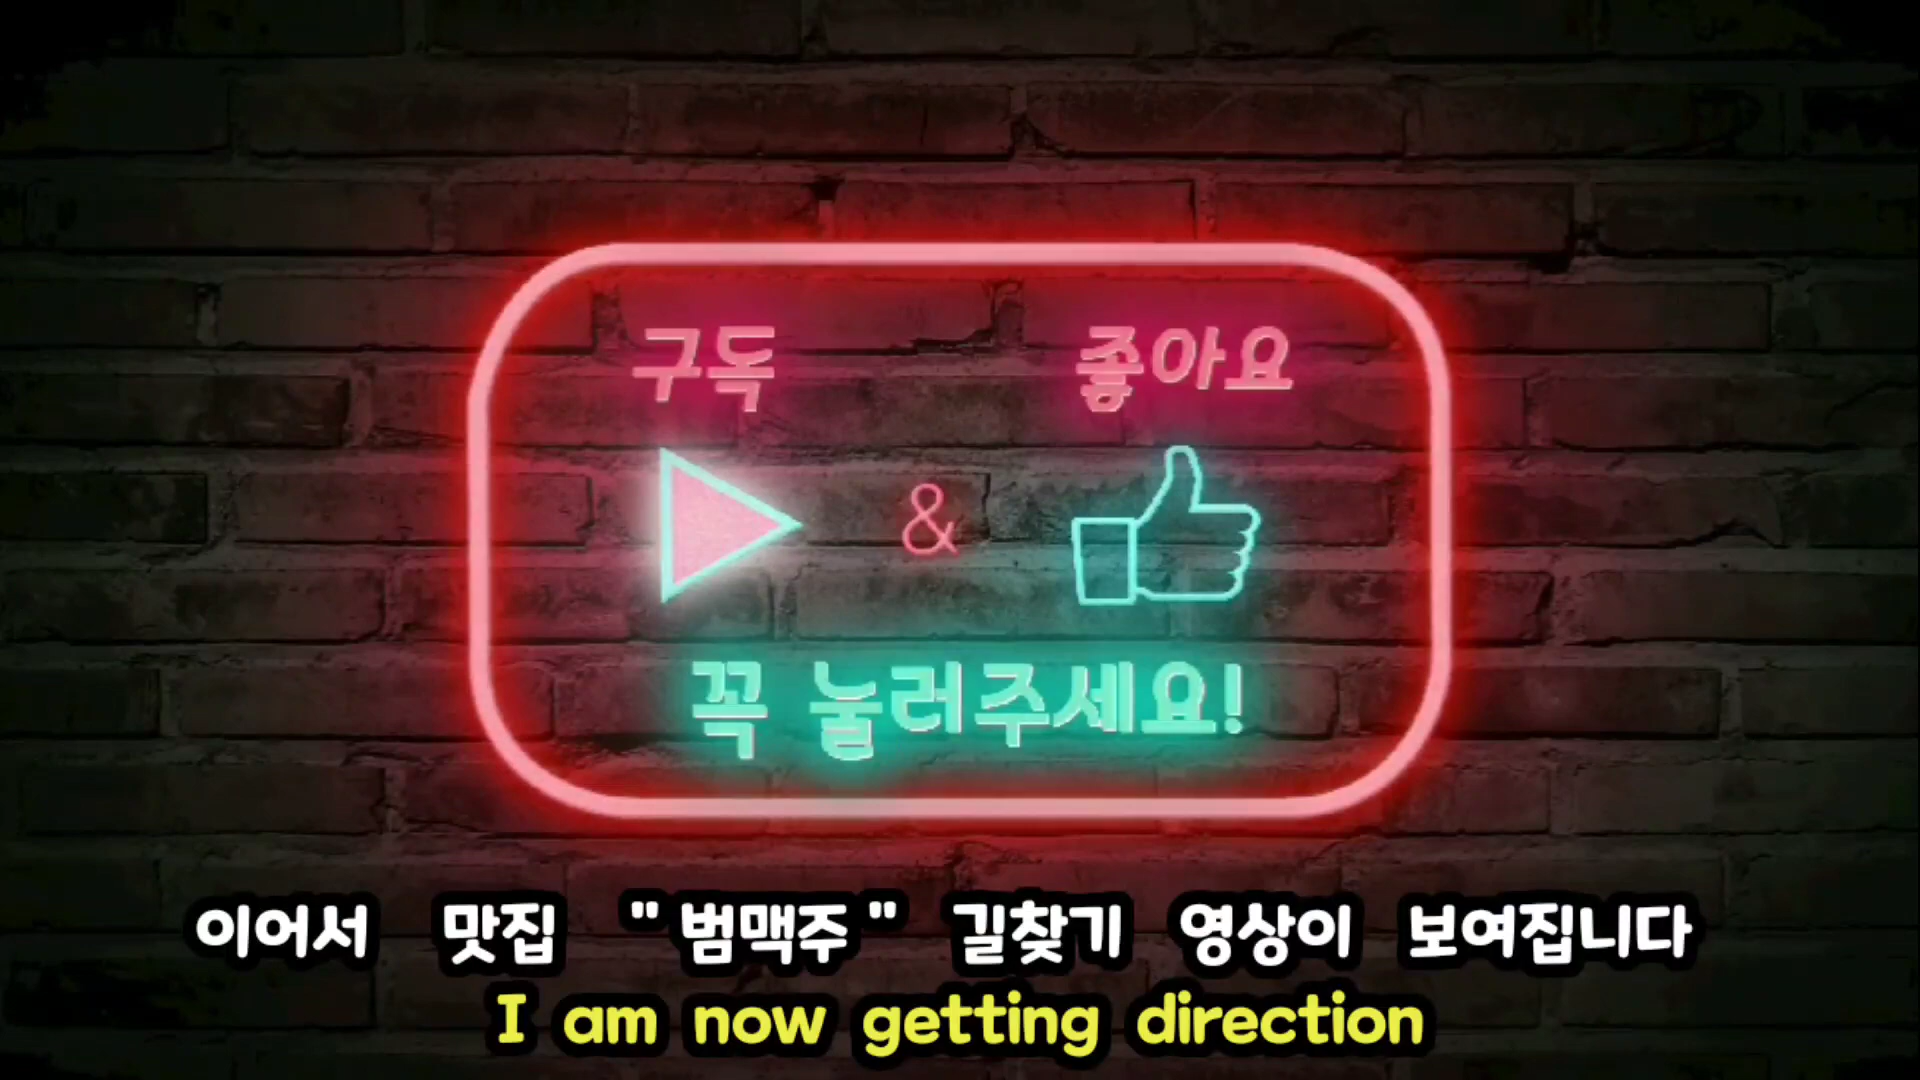 구독 좋아요
&
꼭 눌러주세요!
이어서 맛집 "범맥주" 길찾기 영상이 보여집니다
I am now getting direction